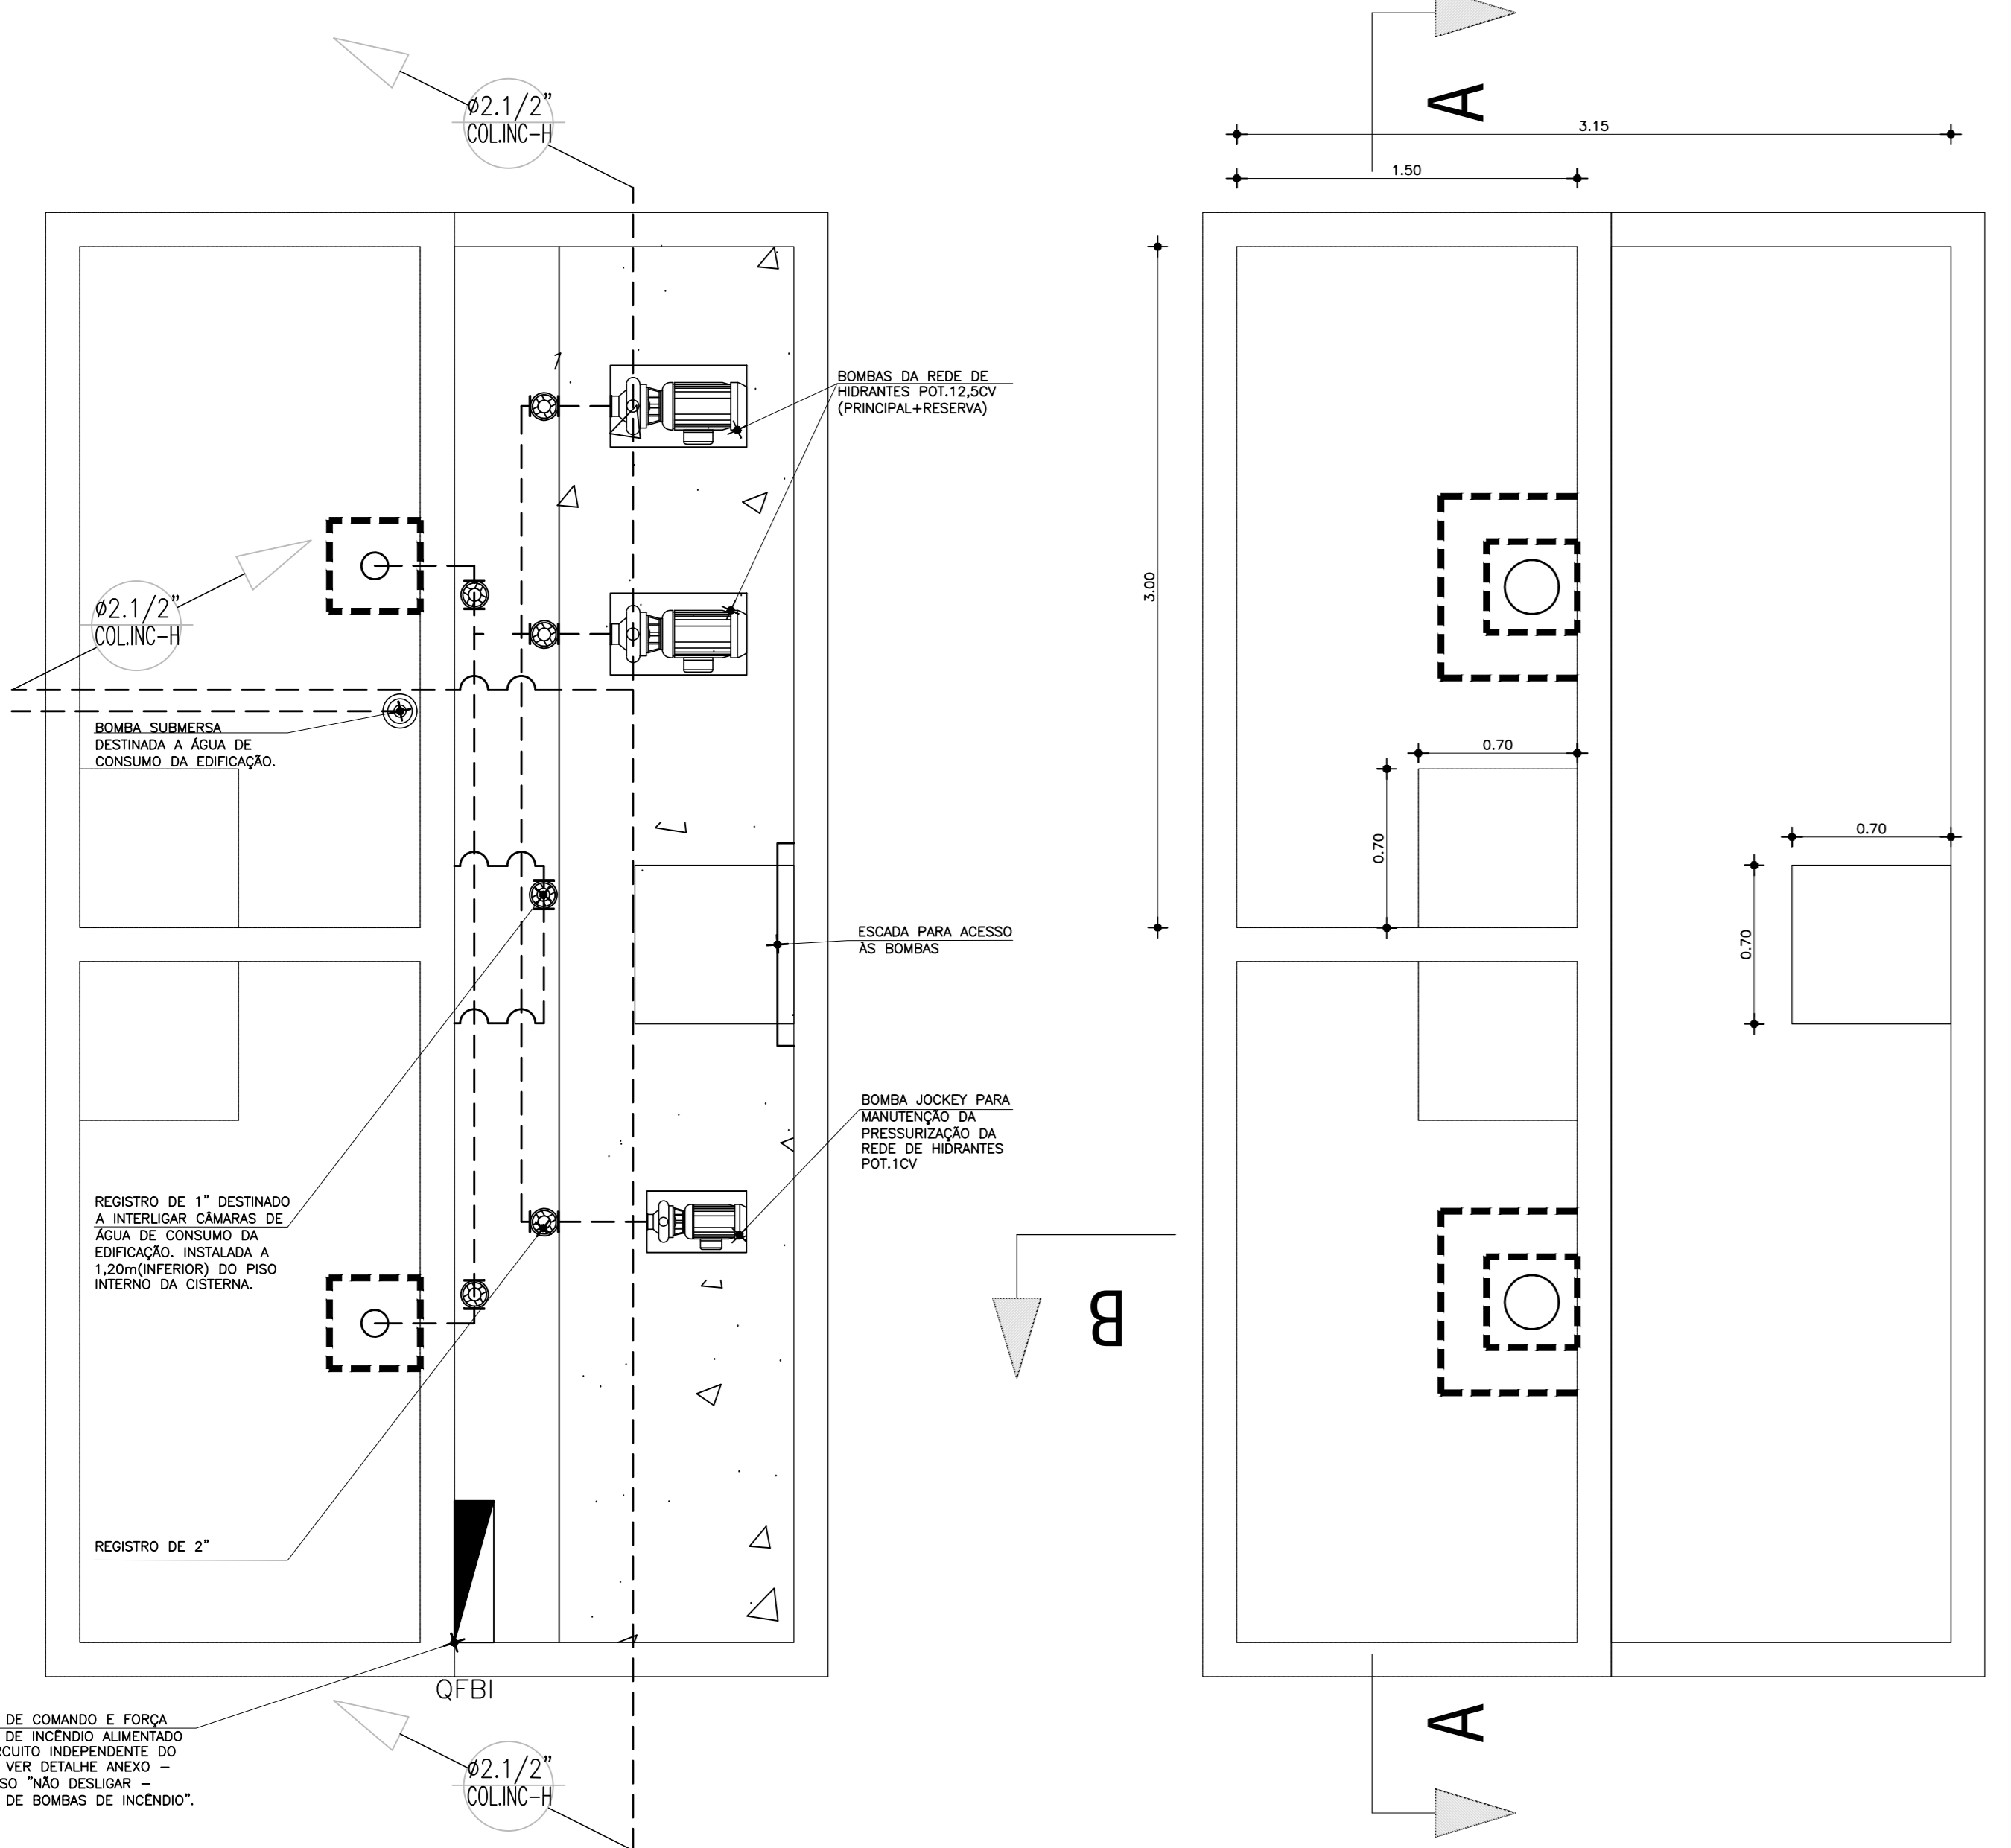 ø2.1/2"
COL.INC-H
A
3.15
1.50
BOMBAS DA REDE DE
HIDRANTES POT.12,5CV
(PRINCIPAL+RESERVA)
ø2.1/2"
COL.INC-H
3.00
BOMBA SUBMERSA
DESTINADA A ÁGUA DE
CONSUMO DA EDIFICAÇÃO.
0.70
0.70
0.70
0.70
ESCADA PARA ACESSO
ÀS BOMBAS
BOMBA JOCKEY PARA
MANUTENÇÃO DA
PRESSURIZAÇÃO DA
REDE DE HIDRANTES
POT.1CV
REGISTRO DE 1" DESTINADO
A INTERLIGAR CÂMARAS DE
ÁGUA DE CONSUMO DA
EDIFICAÇÃO. INSTALADA A
1,20m(INFERIOR) DO PISO
INTERNO DA CISTERNA.
B
REGISTRO DE 2"
QFBI
A
DE COMANDO E FORÇA
DE INCÊNDIO ALIMENTADO
RCUITO INDEPENDENTE DO
VER DETALHE ANEXO –
SO "NÃO DESLIGAR –
DE BOMBAS DE INCÊNDIO".
ø2.1/2"
COL.INC-H